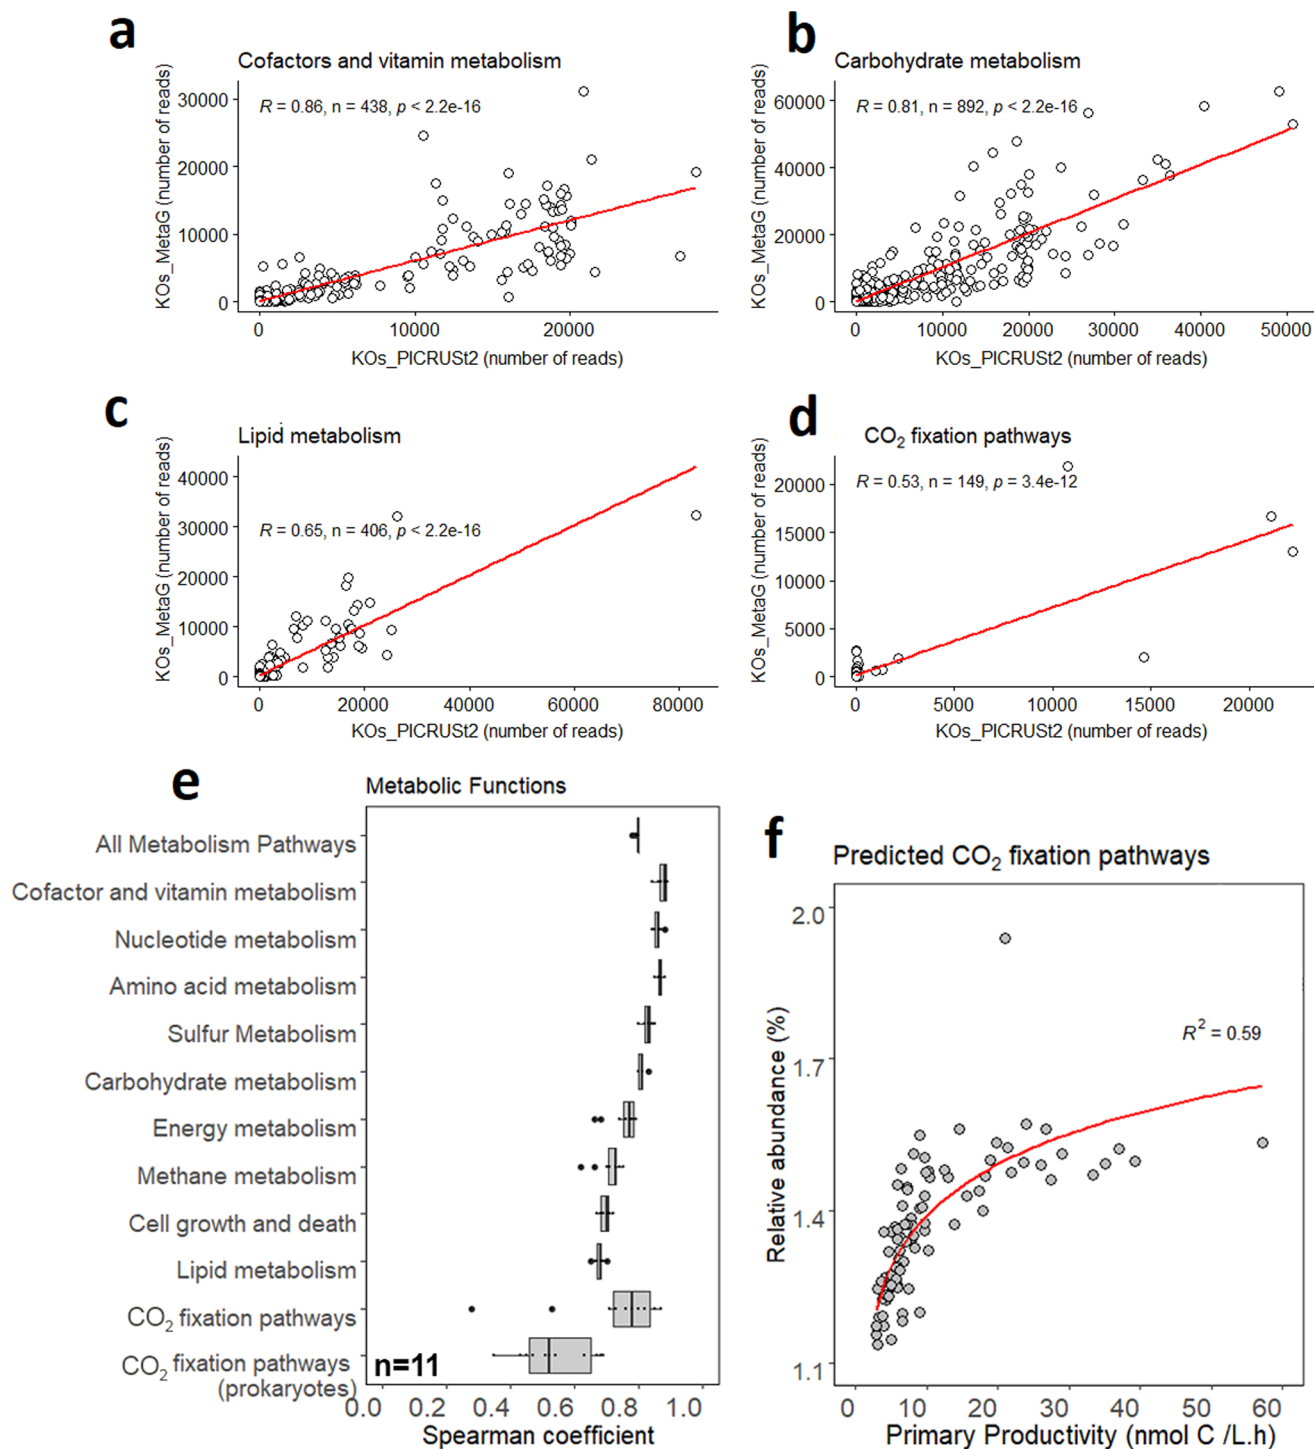 a
Cofactors and vitamin metabolism
KOs_MetaG (number of reads)
R = 0.86, n = 438, p < 2.2e-16
30000
20000
10000
0
0 10000 20000
KOs_PICRUSt2 (number of reads)
b
Carbohydrate metabolism
KOs_MetaG (number of reads)
R = 0.81, n = 892, p < 2.2e-16
60000
40000
20000
0
0 10000 20000 30000 40000 50000
KOs_PICRUSt2 (number of reads)
c
Lipid metabolism
KOs_MetaG (number of reads)
R = 0.65, n = 406, p < 2.2e-16
40000
30000
20000
10000
0
0 20000 40000 60000 80000
KOs_PICRUSt2 (number of reads)
d
CO2 fixation pathways
KOs_MetaG (number of reads)
R = 0.53, n = 149, p = 3.4e-12
20000
15000
10000
5000
0
0 5000 10000 15000 20000
KOs_PICRUSt2 (number of reads)
e
Metabolic Functions
All Metabolism Pathways
Cofactor and vitamin metabolism
Nucleotide metabolism
Amino acid metabolism
Sulfur Metabolism
Carbohydrate metabolism
Energy metabolism
Methane metabolism
Cell growth and death
Lipid metabolism
CO2 fixation pathways
CO2 fixation pathways
(prokaryotes)
n=11
0.0 0.2 0.4 0.6 0.8 1.0
Spearman coefficient
f
Predicted CO2 fixation pathways
Relative abundance (%)
R2 = 0.59
2.0
1.7
1.4
1.1
0 10 20 30 40 50 60
Primary Productivity (nmol C /L.h)